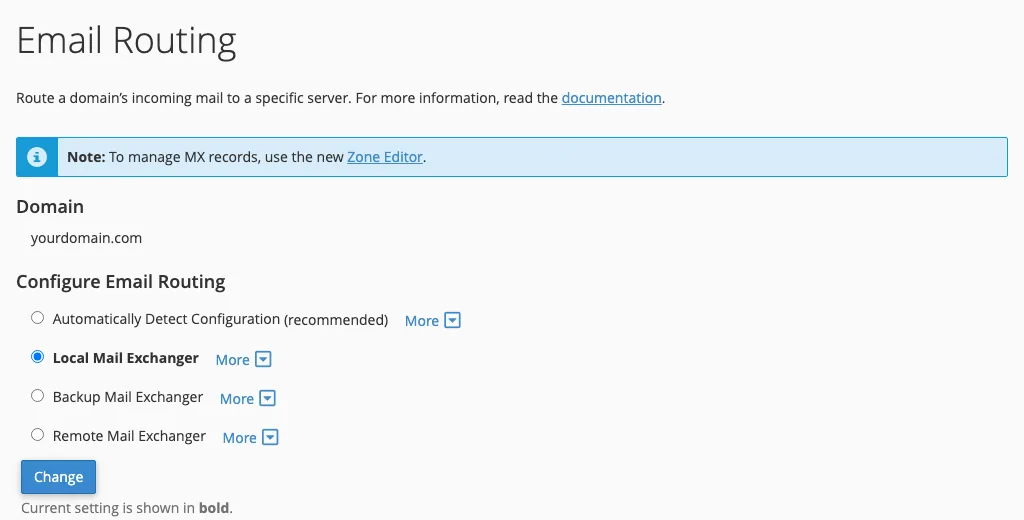 Email Routing
Route a domain’s incoming mail to a specific server. For more information, read the documentation.
Note: To manage MX records, use the new Zone Editor.
Domain
yourdomain.com
Configure Email Routing
Automatically Detect Configuration (recommended) More
Local Mail Exchanger More
Backup Mail Exchanger More
Remote Mail Exchanger More
Change
Current setting is shown in bold.